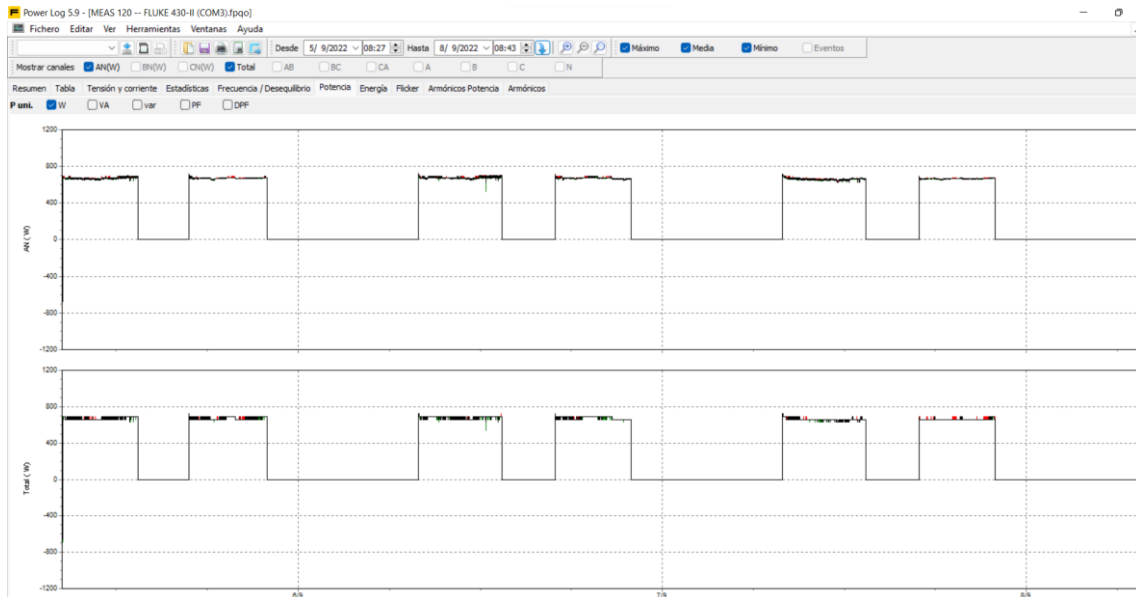 Power Log 5.9 - [MEAS 120 -- FLUKE 430-II (COM3).fpqo]
Fichero Editar Ver Herramientas Ventanas Ayuda
Desde 5/ 9/2022 08:27 Hasta 8/ 9/2022 08:43 Máximo Media Mínimo Eventos
Mostrar canales AN(W) BN(W) CN(W) Total AB BC CA A B C N
Resumen Tabla Tensión y corriente Estadísticas Frecuencia / Desequilibrio Potencia Energía Flicker Armónicos Potencia Armónicos
P uni. W VA var PF DPF
1200
800
400
0
-400
-800
-1200
AN (W)
1200
800
400
0
-400
-800
-1200
Total (W)
6/9 7/9 8/9